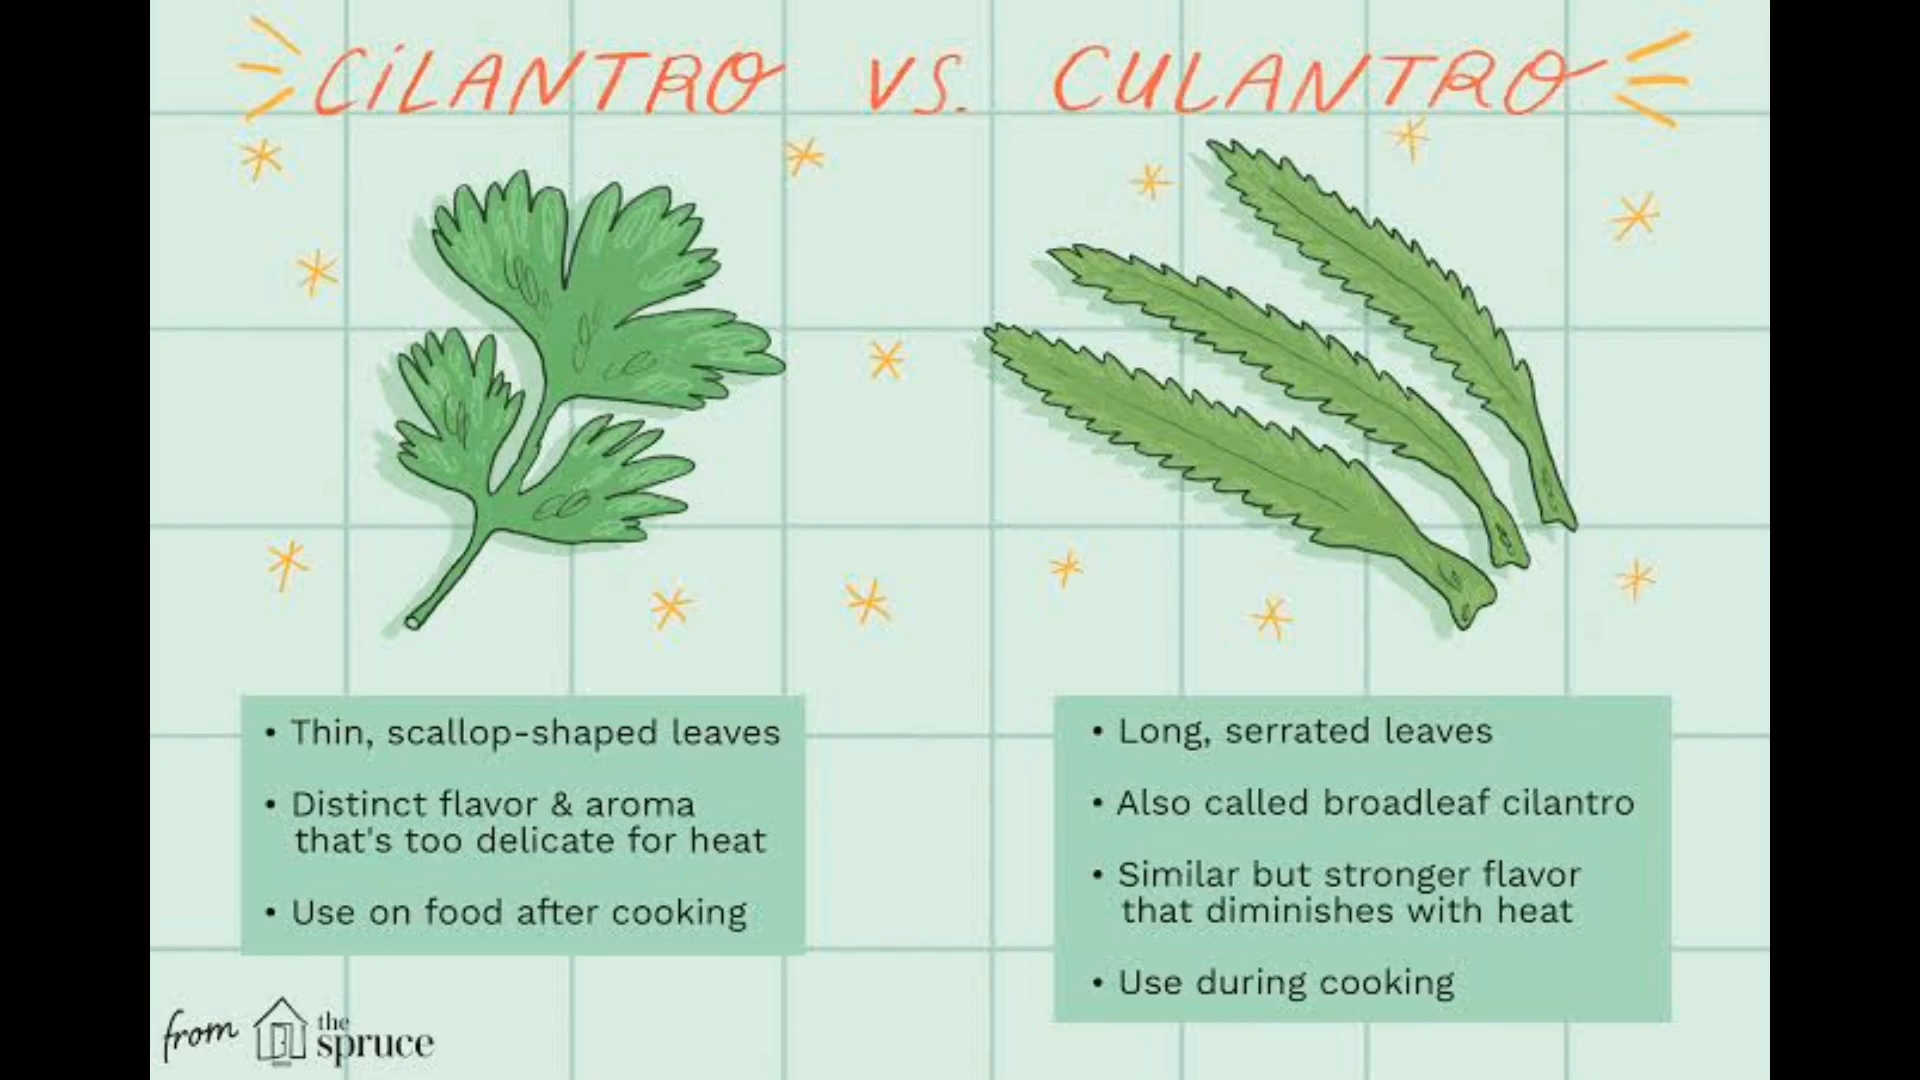 CiLANTRO VS. CULANTRO
• Thin, scallop-shaped leaves
• Distinct flavor & aroma
that's too delicate for heat
• Use on food after cooking
• Long, serrated leaves
• Also called broadleaf cilantro
• Similar but stronger flavor
that diminishes with heat
• Use during cooking
from the spruce